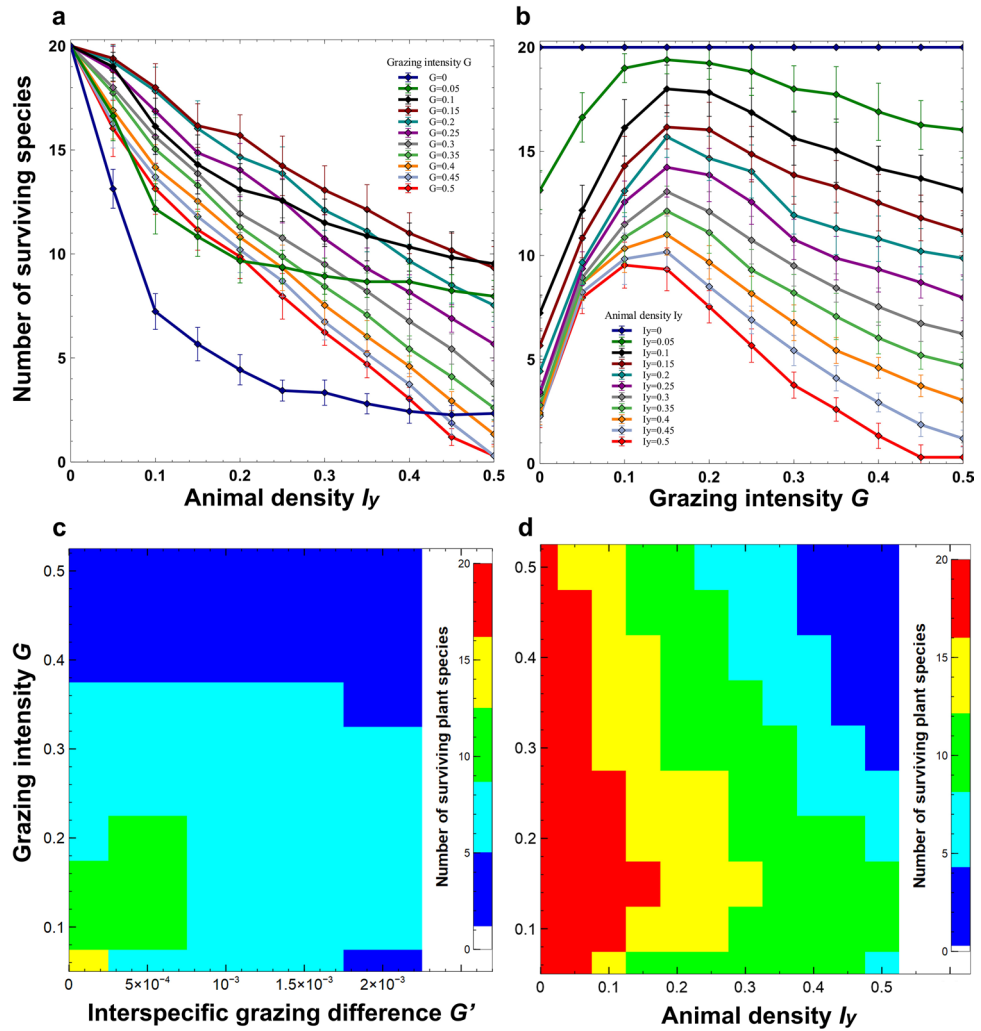 a
Number of surviving species
20
15
10
5
0
0.0
0.1
0.2
0.3
0.4
0.5
Animal density Iy
Grazing intensity G
G=0
G=0.05
G=0.1
G=0.15
G=0.2
G=0.25
G=0.3
G=0.35
G=0.4
G=0.45
G=0.5
b
20
15
10
5
0
0.0
0.1
0.2
0.3
0.4
0.5
Grazing intensity G
Animal density Iy
Iy=0
Iy=0.05
Iy=0.1
Iy=0.15
Iy=0.2
Iy=0.25
Iy=0.3
Iy=0.35
Iy=0.4
Iy=0.45
Iy=0.5
c
Grazing intensity G
0.5
0.4
0.3
0.2
0.1
0
5×10⁻⁴
1×10⁻³
1.5×10⁻³
2×10⁻³
Interspecific grazing difference G’
Number of surviving plant species
20
15
10
5
0
d
0.5
0.4
0.3
0.2
0.1
0.0
0.1
0.2
0.3
0.4
0.5
Animal density Iy
Number of surviving plant species
20
15
10
5
0